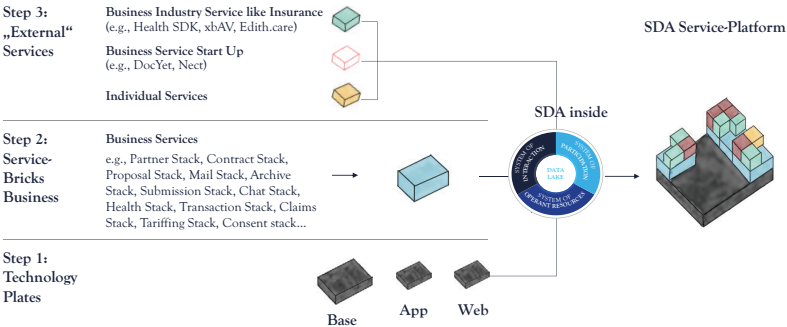 Step 3:
„External“
Services
Business Industry Service like Insurance
(e.g., Health SDK, xbAV, Edith.care)
Business Service Start Up
(e.g., DocYet, Nect)
Individual Services
SDA Service-Platform
SDA inside
SYSTEM OF
INTERACTION
SYSTEM OF
PARTICIPATION
DATA
LAKE
SYSTEM OF
OPERANT RESOURCES
Step 2:
Service-
Bricks
Business
Business Services
e.g., Partner Stack, Contract Stack,
Proposal Stack, Mail Stack, Archive
Stack, Submission Stack, Chat Stack,
Health Stack, Transaction Stack, Claims
Stack, Tariffing Stack, Consent stack...
Step 1:
Technology
Plates
Base
App
Web